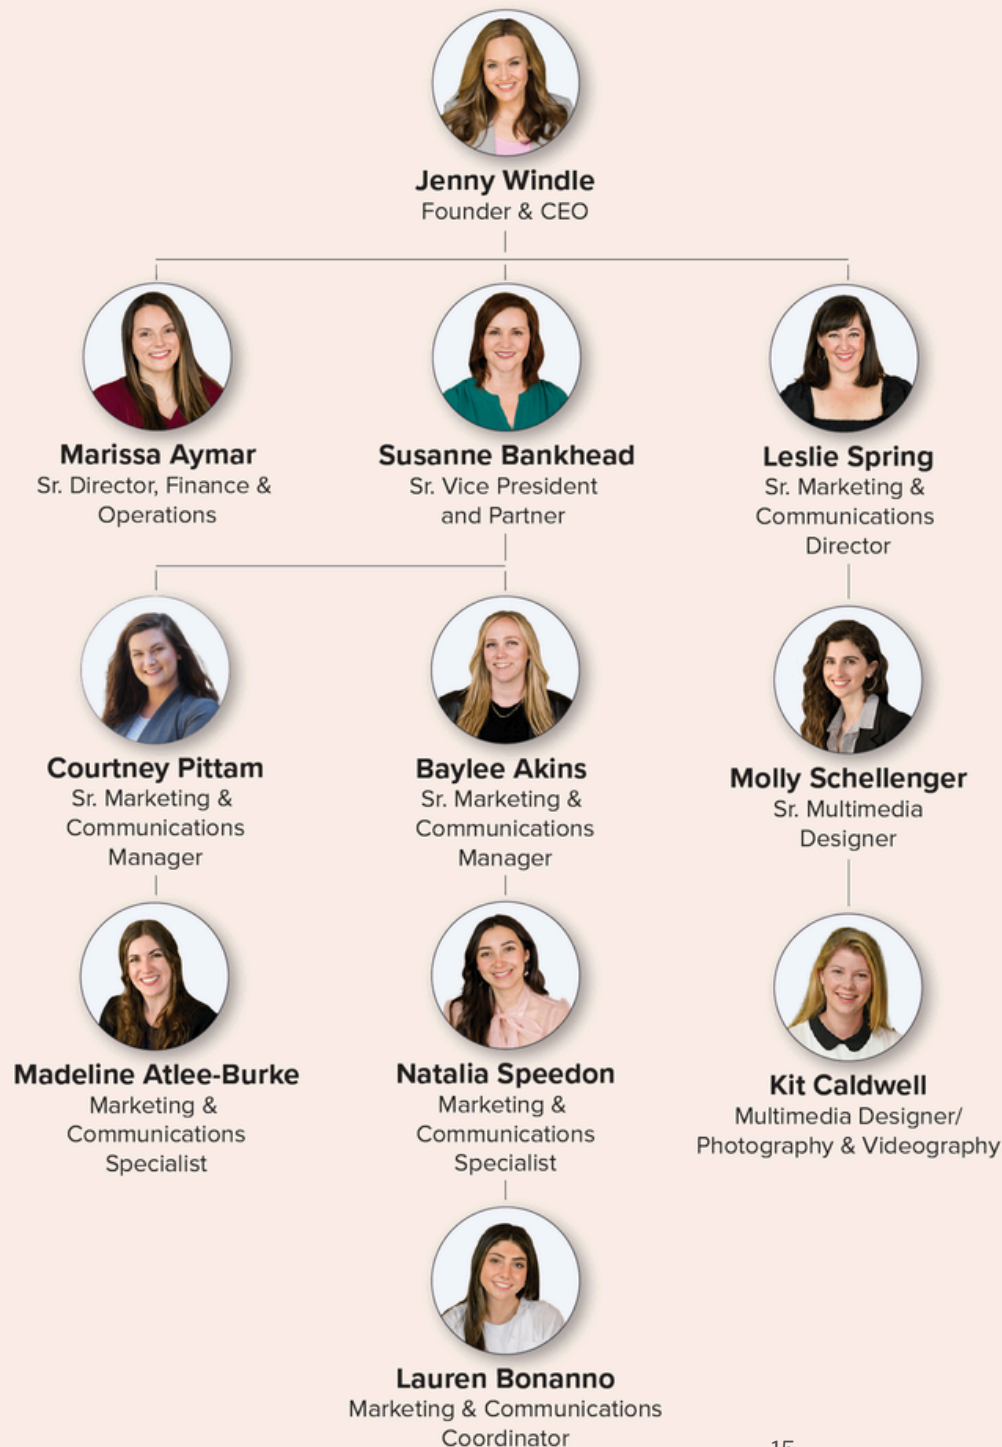 Jenny Windle
Founder & CEO
Marissa Aymar
Sr. Director, Finance &
Operations
Susanne Bankhead
Sr. Vice President
and Partner
Leslie Spring
Sr. Marketing &
Communications
Director
Courtney Pittam
Sr. Marketing &
Communications
Manager
Baylee Akins
Sr. Marketing &
Communications
Manager
Molly Schellenger
Sr. Multimedia
Designer
Madeline Atlee-Burke
Marketing &
Communications
Specialist
Natalia Speedon
Marketing &
Communications
Specialist
Kit Caldwell
Multimedia Designer/
Photography & Videography
Lauren Bonanno
Marketing & Communications
Coordinator
15